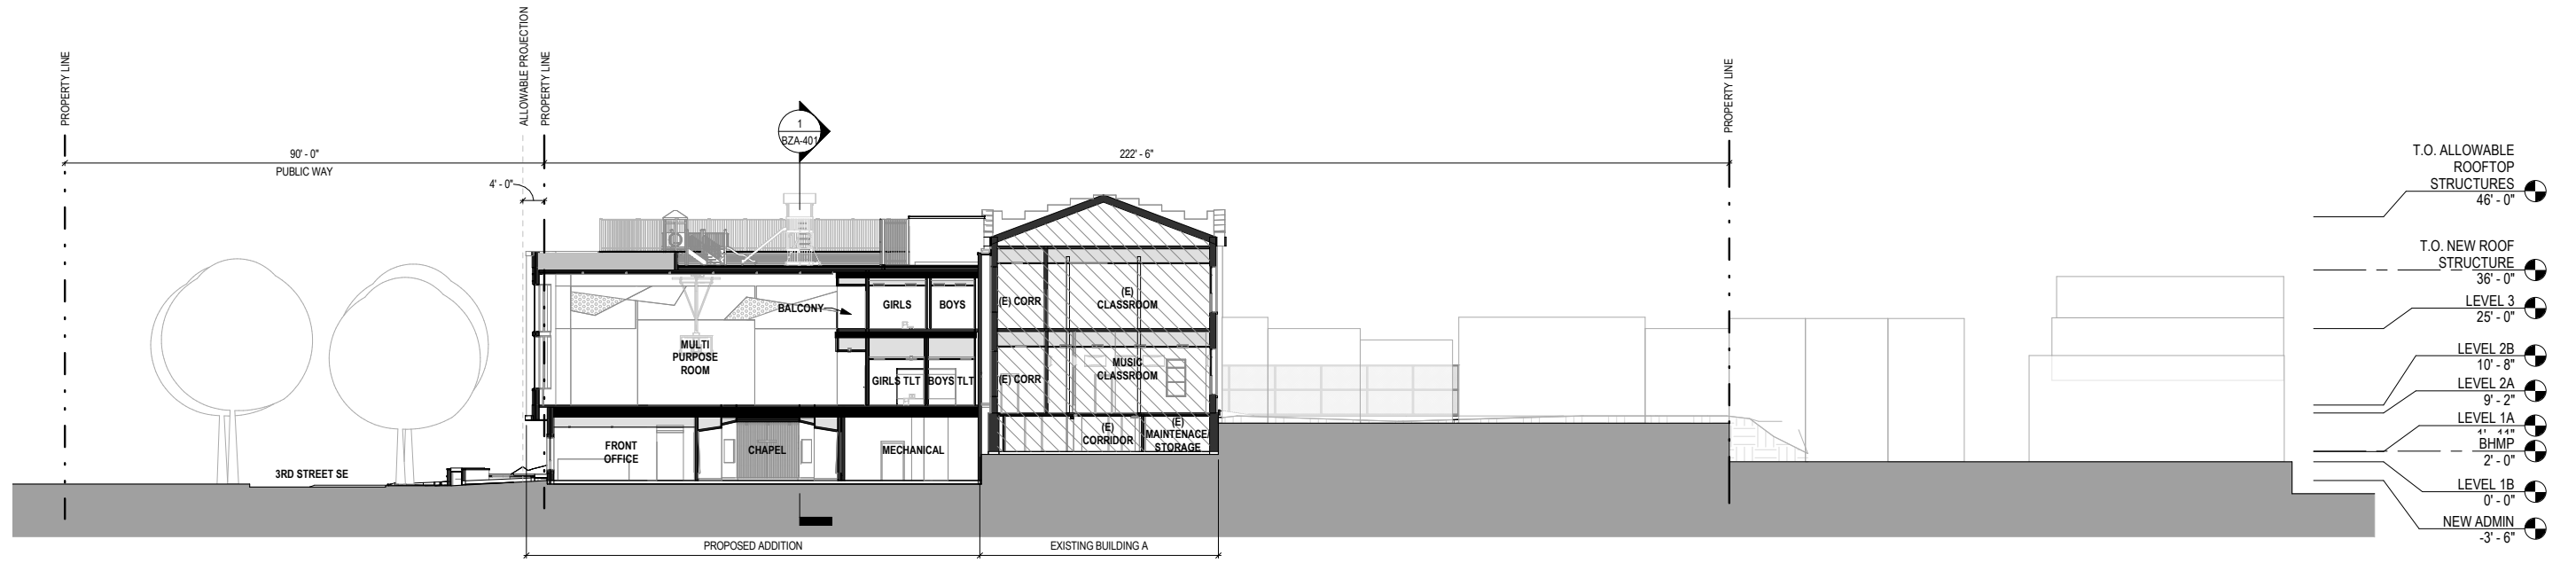 PROPERTY LINE
ALLOWABLE PROJECTION
PROPERTY LINE
PROPERTY LINE
1
BZA-401
90' - 0"
PUBLIC WAY
4' - 0"
222' - 6"
T.O. ALLOWABLE
ROOFTOP
STRUCTURES
46' - 0"
T.O. NEW ROOF
STRUCTURE
36' - 0"
LEVEL 3
25' - 0"
LEVEL 2B
10' - 8"
LEVEL 2A
9' - 2"
LEVEL 1A
1' - 11"
BHMP
2' - 0"
LEVEL 1B
0' - 0"
NEW ADMIN
-3' - 6"
BALCONY
GIRLS
BOYS
(E) CORR
(E)
CLASSROOM
MULTI
PURPOSE
ROOM
GIRLS TLT
BOYS TLT
(E) CORR
MUSIC
CLASSROOM
FRONT
OFFICE
CHAPEL
MECHANICAL
(E)
CORRIDOR
(E)
MAINTENACE/
STORAGE
3RD STREET SE
PROPOSED ADDITION
EXISTING BUILDING A